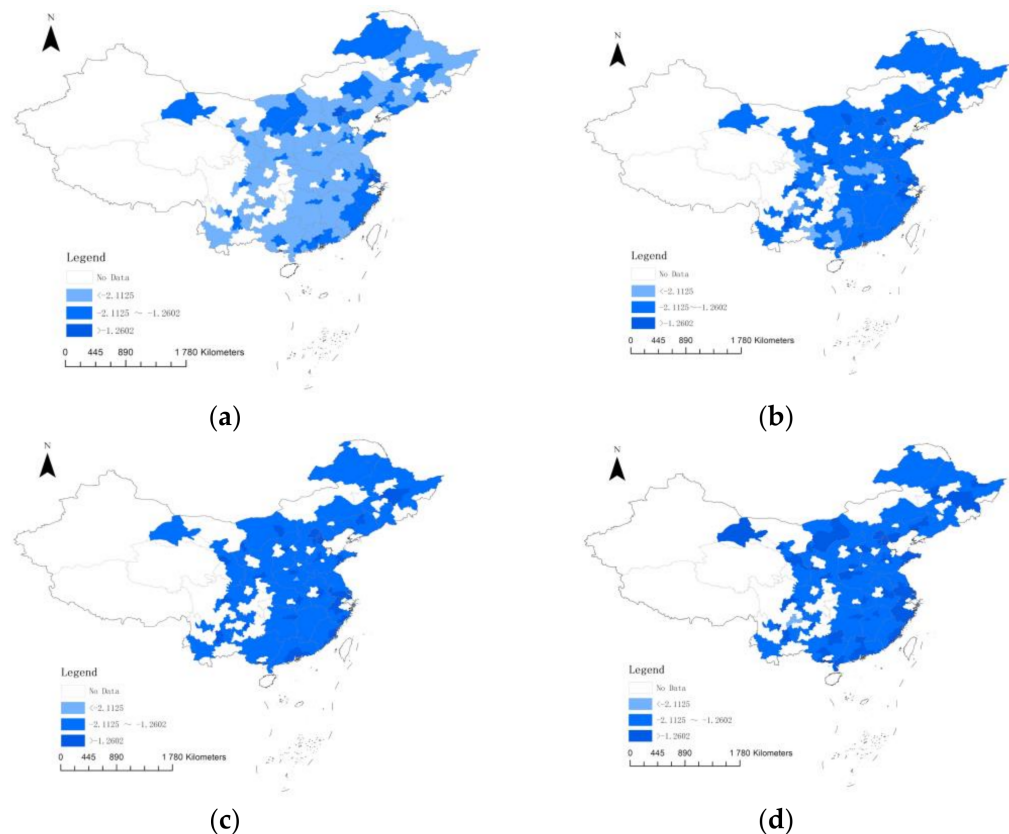 N
Legend
No Data
<-2.1125
-2.1125 ~ -1.2602
>-1.2602
0 445 890 1 780 Kilometers
(a)
N
Legend
No Data
<-2.1125
-2.1125~-1.2602
>-1.2602
0 445 890 1 780 Kilometers
(b)
N
Legend
No Data
<-2.1125
-2.1125 ~ -1.2602
>-1.2602
0 445 890 1 780 Kilometers
(c)
N
Legend
No Data
<-2.1125
-2.1125 ~ -1.2602
>-1.2602
0 445 890 1 780 Kilometers
(d)